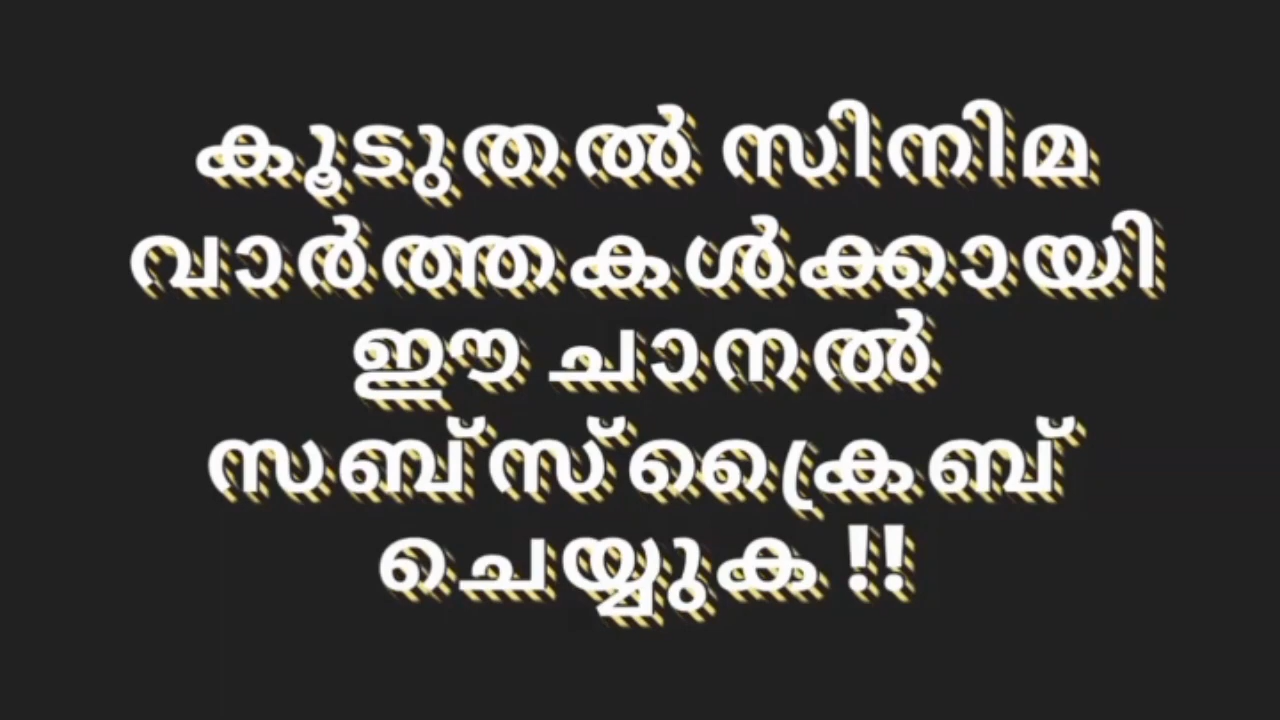 കൂടുതൽ സിനിമ
വാർത്തകൾക്കായി
ഈ ചാനൽ
സബ്സ്ക്രൈബ്
ചെയ്യുക !!